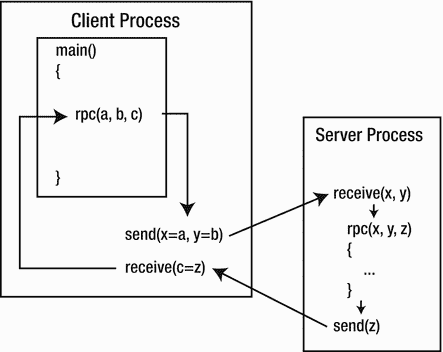 Client Process
main()
{
rpc(a, b, c)
}
send(x=a, y=b)
receive(c=z)
Server Process
receive(x, y)
rpc(x, y, z)
{
...
}
send(z)